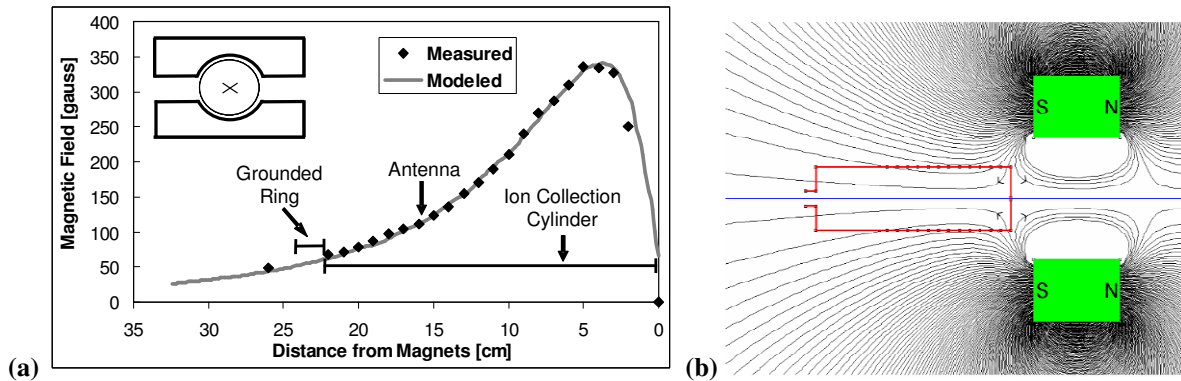 400
350
300
250
200
150
100
50
0
Magnetic Field [gauss]
Measured
Modeled
Grounded
Ring
Antenna
Ion Collection
Cylinder
35
30
25
20
15
10
5
0
Distance from Magnets [cm]
(a)
S N
S N
(b)